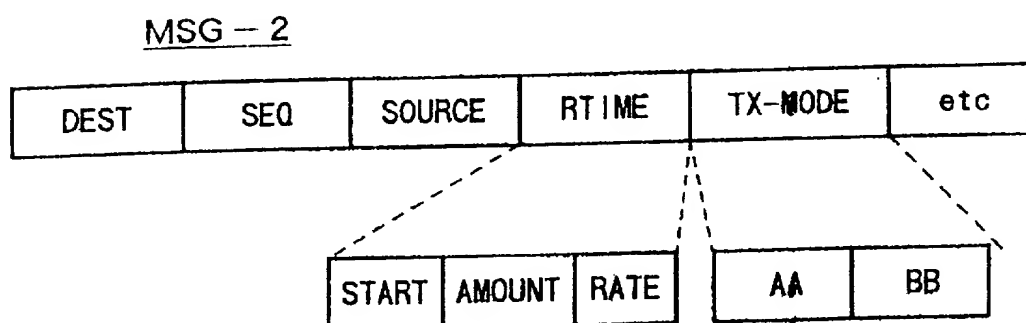 MSG – 2
DEST SEQ SOURCE RTIME TX-MODE etc
START AMOUNT RATE AA BB